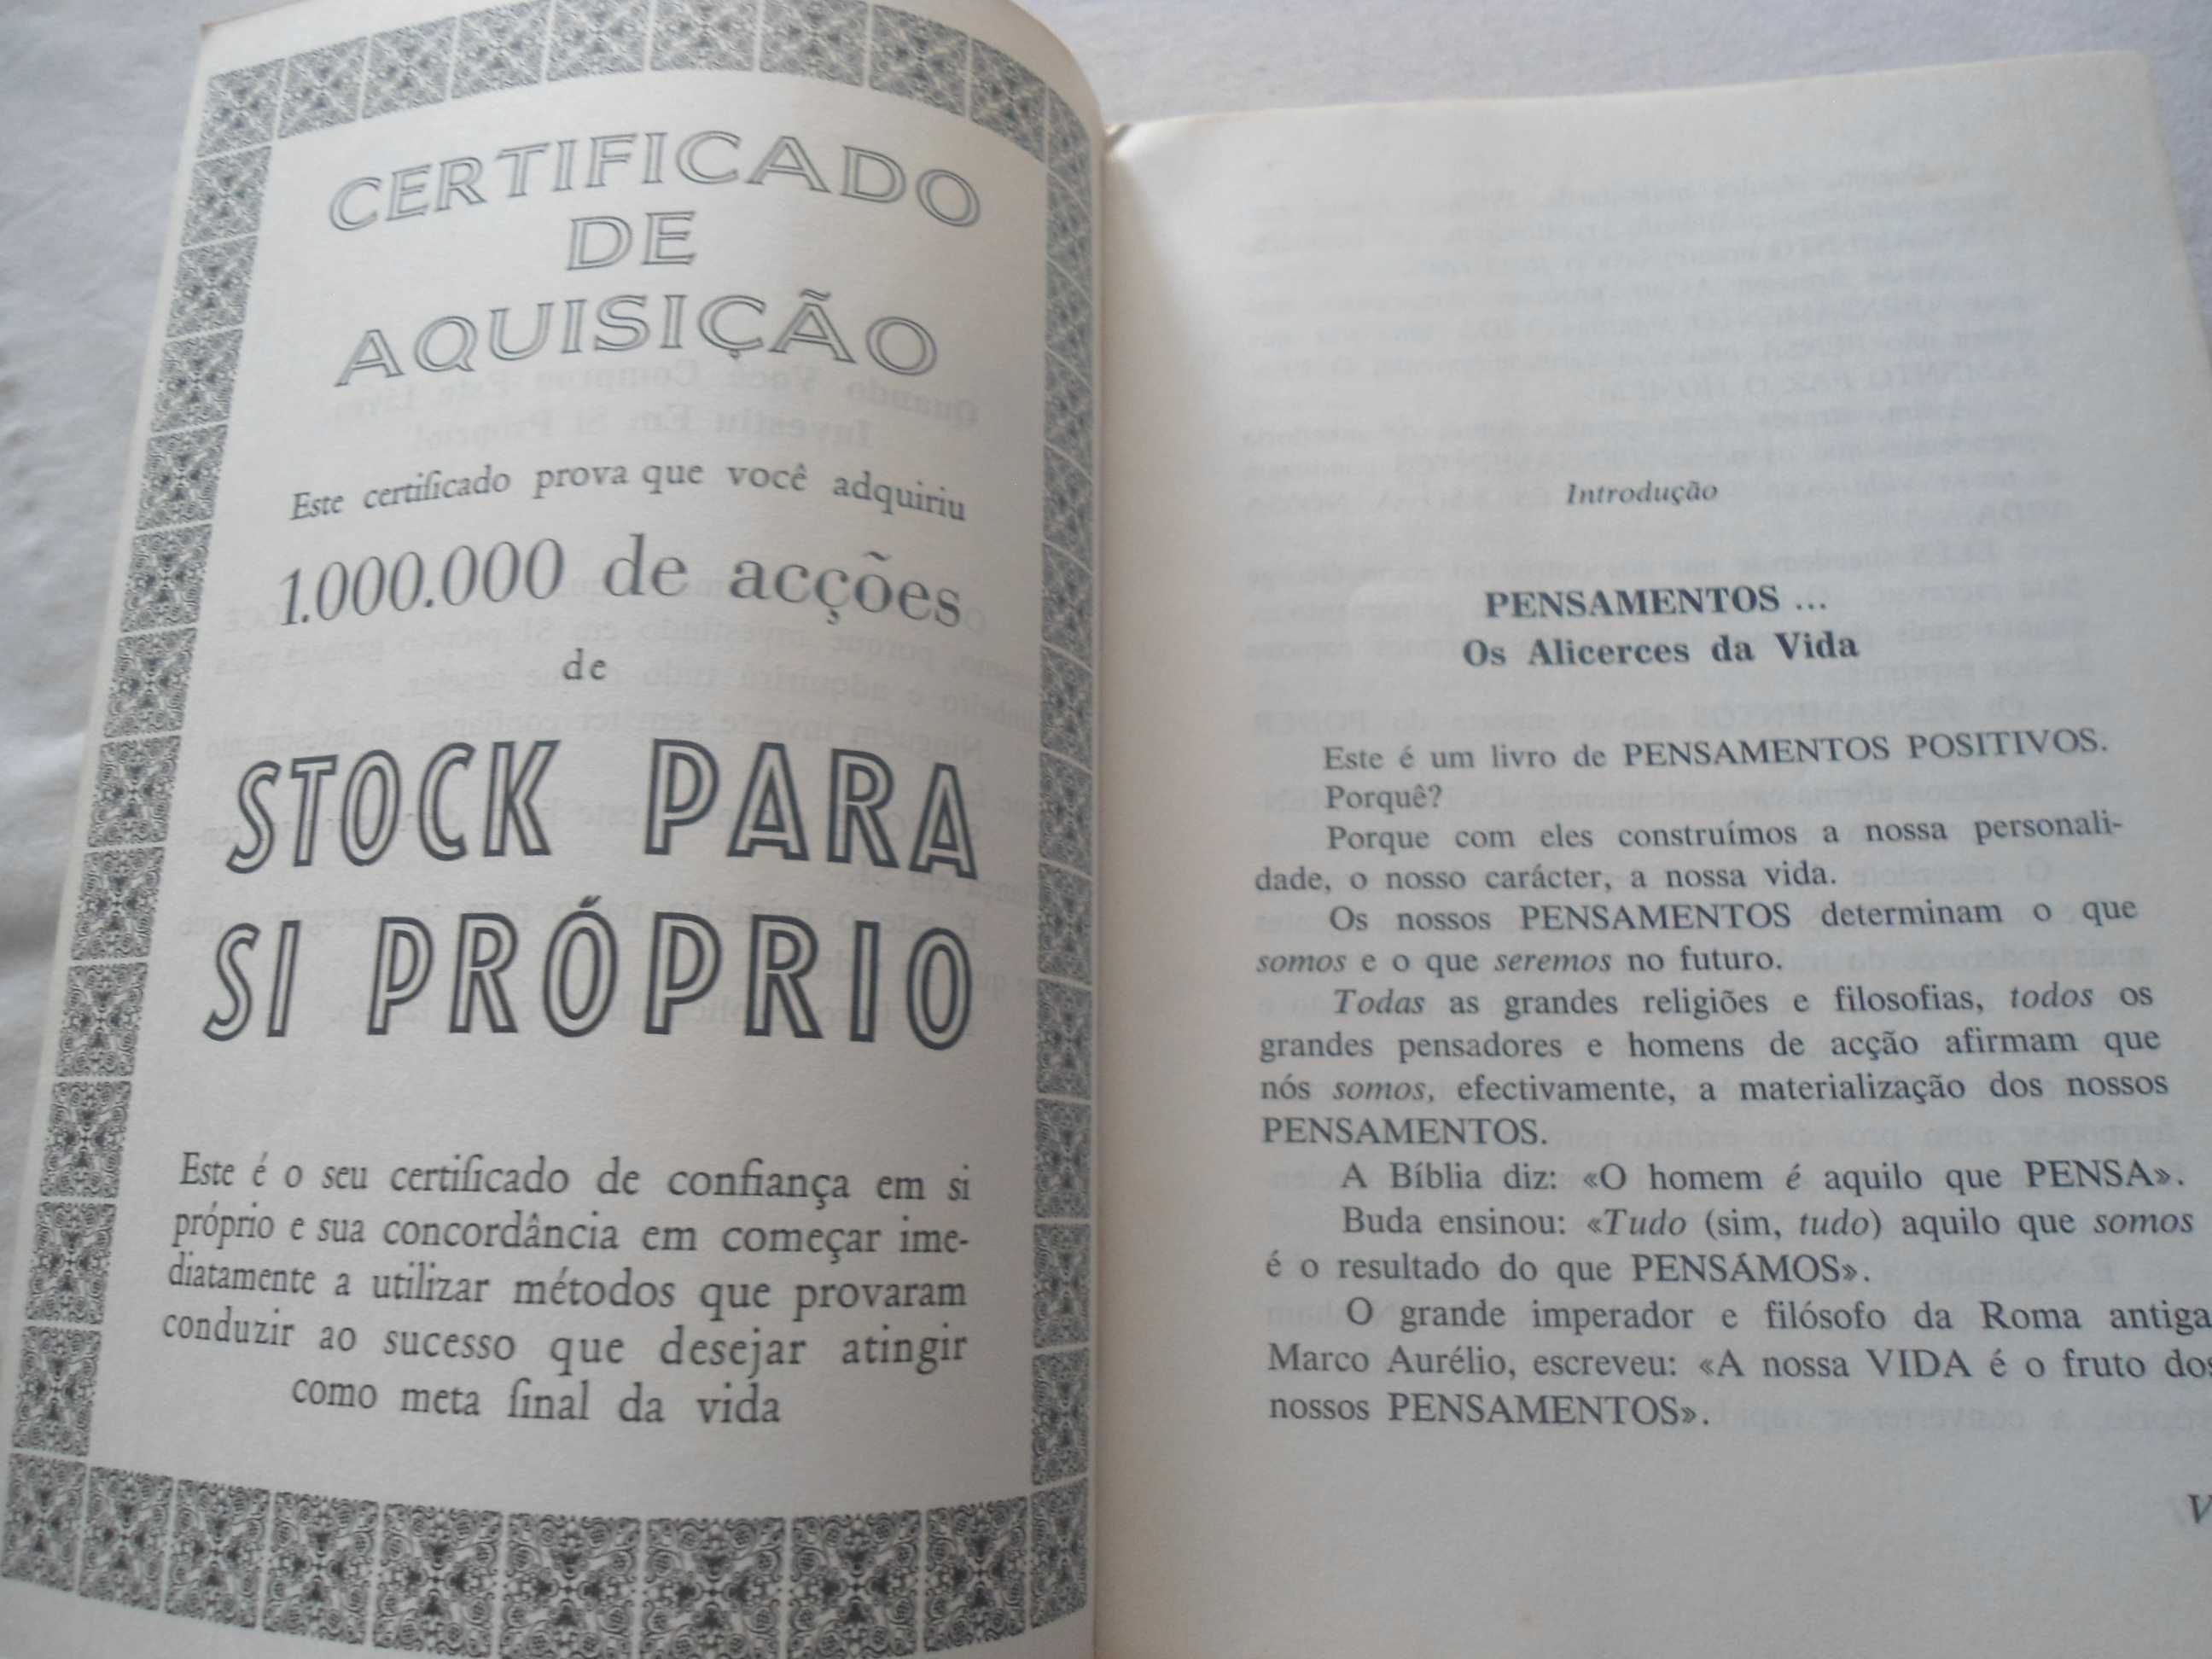 CERTIFICADO
DE
AQUISIÇÃO
Este certificado prova que você adquiriu
1.000.000 de acções
de
STOCK PARA
SI PRÓPRIO
Este é o seu certificado de confiança em si
próprio e sua concordância em começar ime-
diatamente a utilizar métodos que provaram
conduzir ao sucesso que desejar atingir
como meta final da vida
Introdução
PENSAMENTOS ...
Os Alicerces da Vida
Este é um livro de PENSAMENTOS POSITIVOS.
Porquê?
Porque com eles construímos a nossa personali-
dade, o nosso carácter, a nossa vida.
Os nossos PENSAMENTOS determinam o que
somos e o que seremos no futuro.
Todas as grandes religiões e filosofias, todos os
grandes pensadores e homens de acção afirmam que
nós somos, efectivamente, a materialização dos nossos
PENSAMENTOS.
A Bíblia diz: «O homem é aquilo que PENSA».
Buda ensinou: «Tudo (sim, tudo) aquilo que somos
é o resultado do que PENSÁMOS».
O grande imperador e filósofo da Roma antiga
Marco Aurélio, escreveu: «A nossa VIDA é o fruto dos
nossos PENSAMENTOS».
V